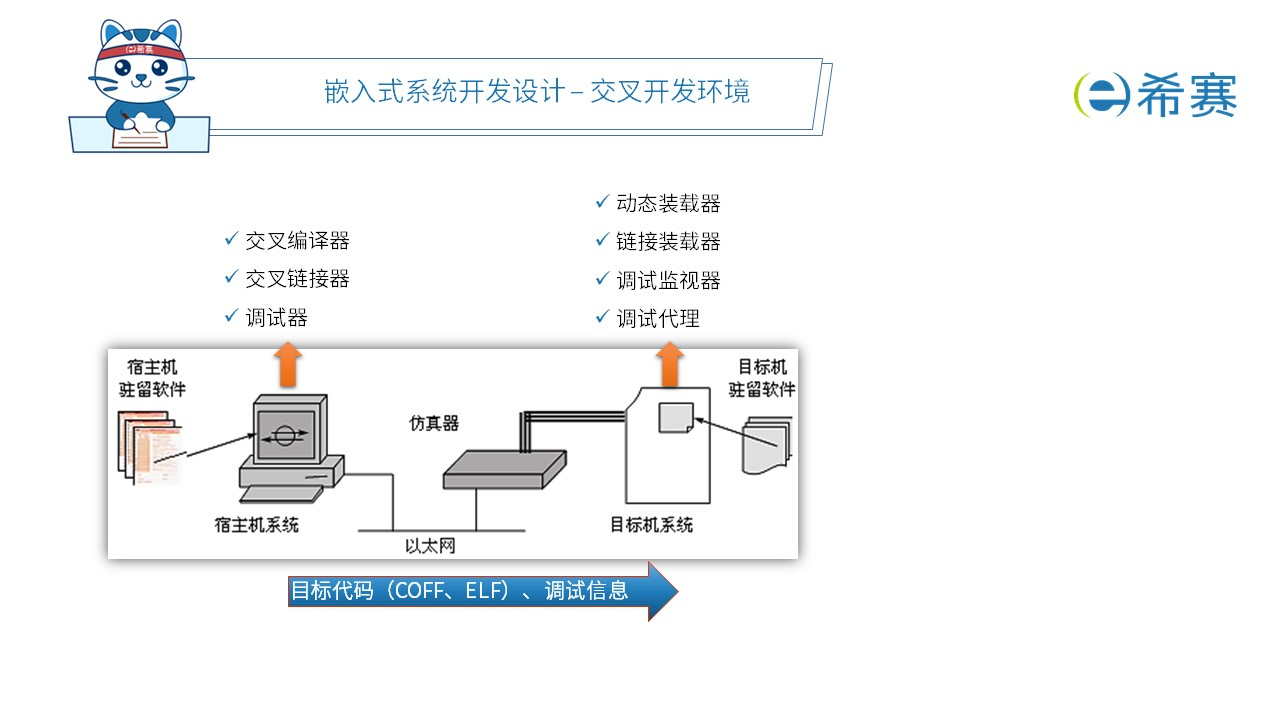 希赛
嵌入式系统开发设计 – 交叉开发环境
希赛
交叉编译器
交叉链接器
调试器
动态装载器
链接装载器
调试监视器
调试代理
宿主机
驻留软件
仿真器
目标机
驻留软件
宿主机系统
以太网
目标机系统
目标代码（COFF、ELF）、调试信息